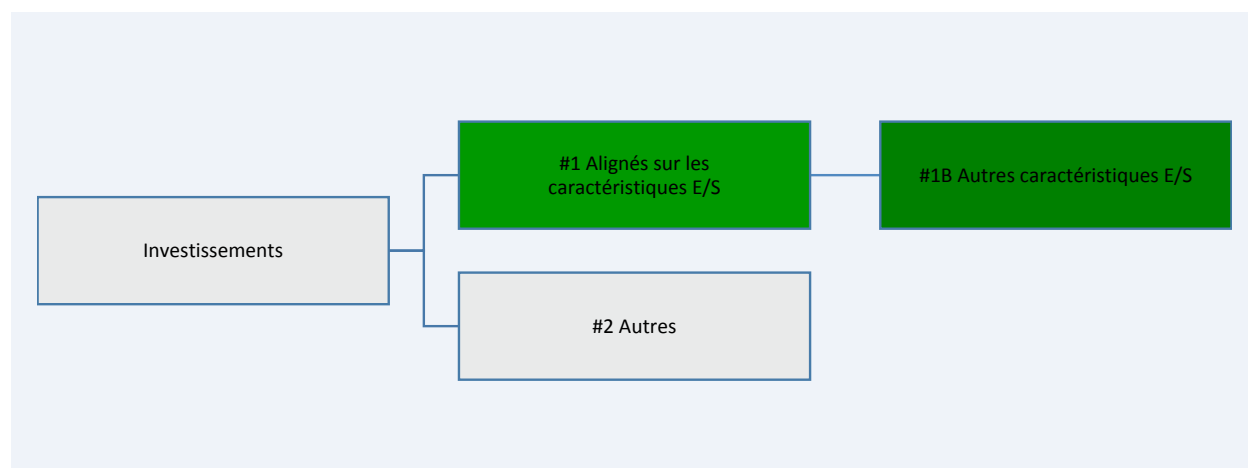 #1 Alignés sur les
caractéristiques E/S
#1B Autres caractéristiques E/S
Investissements
#2 Autres